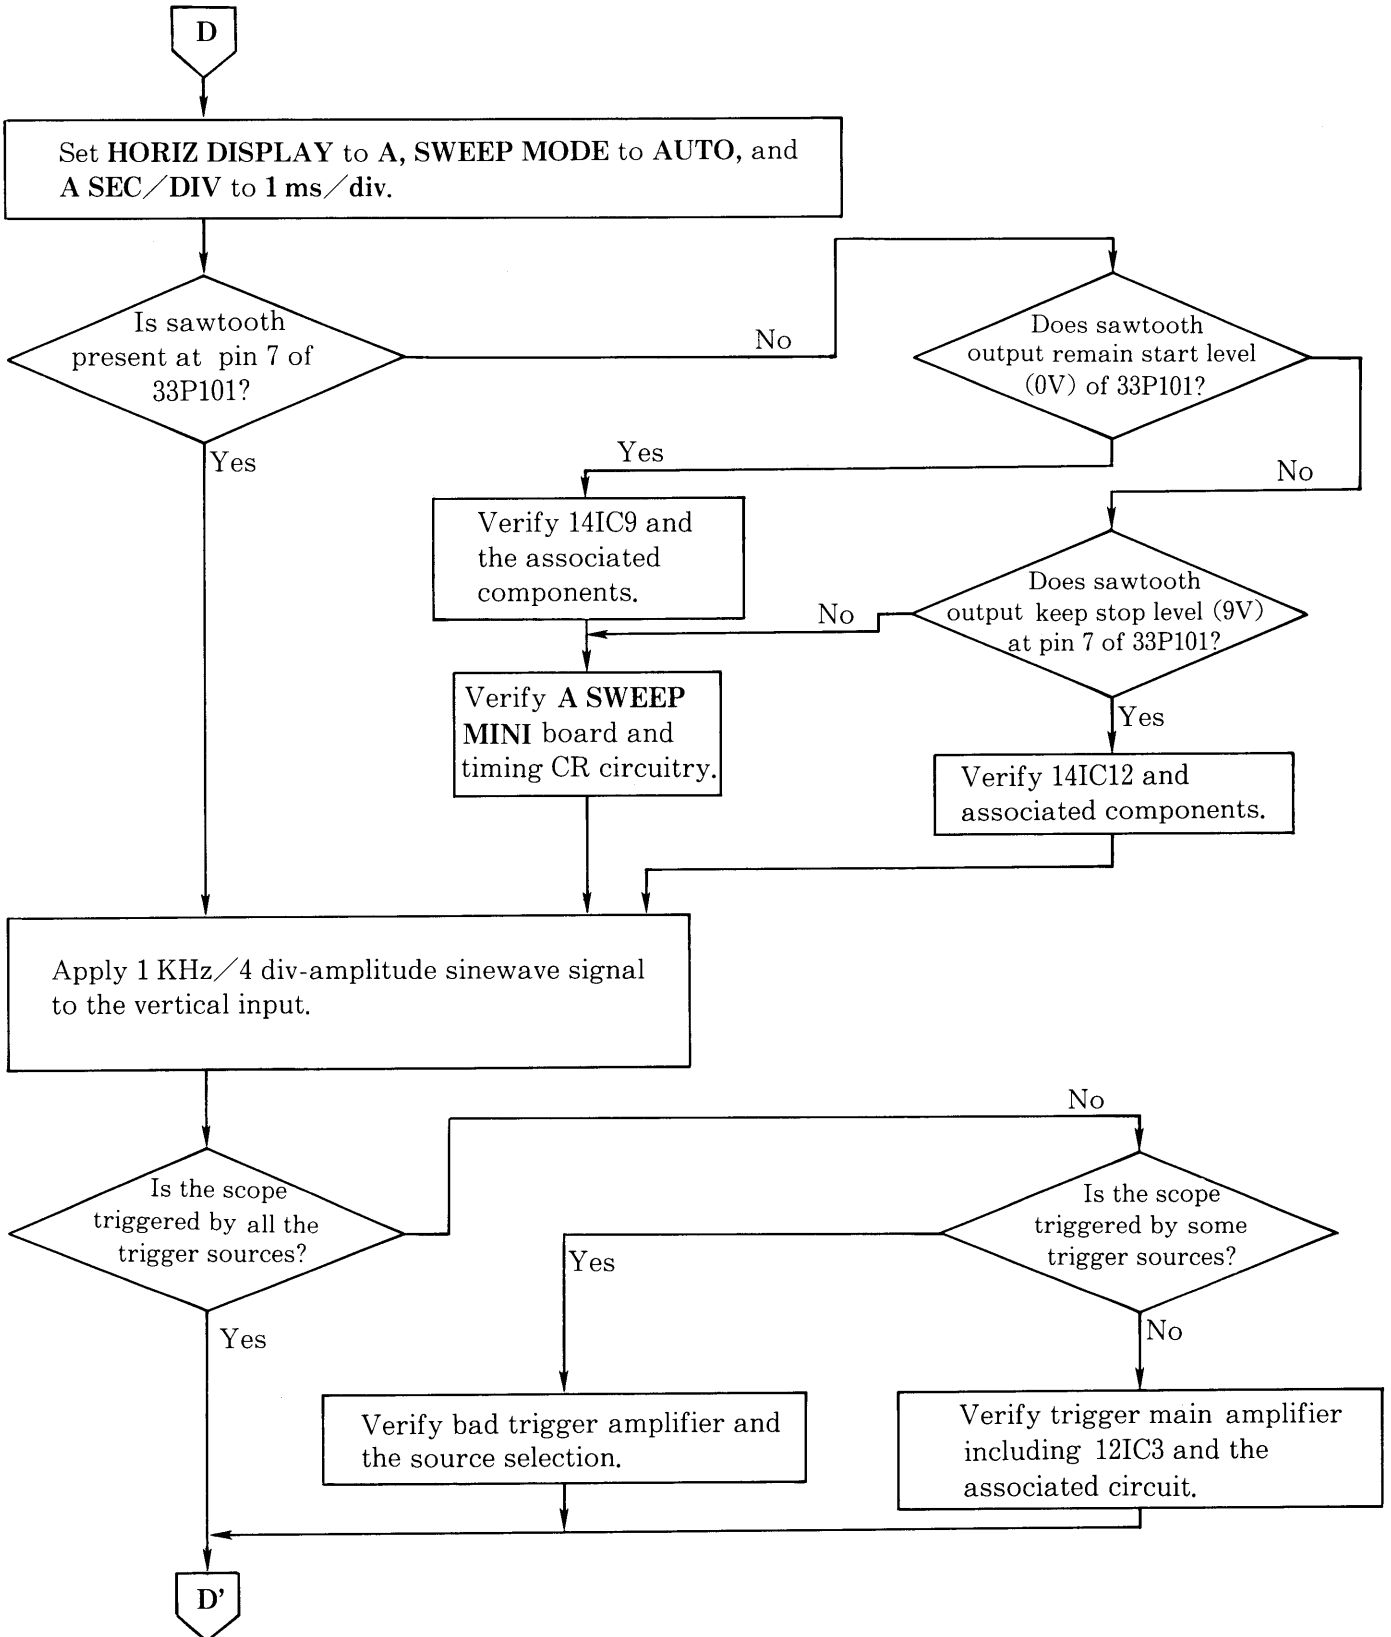 D
Set HORIZ DISPLAY to A, SWEEP MODE to AUTO, and
A SEC/DIV to 1 ms/div.
Is sawtooth
present at pin 7 of
33P101?
No
Yes
Does sawtooth
output remain start level
(0V) of 33P101?
Yes
No
Verify 14IC9 and
the associated
components.
Does sawtooth
output keep stop level (9V)
at pin 7 of 33P101?
No
Yes
Verify A SWEEP
MINI board and
timing CR circuitry.
Verify 14IC12 and
associated components.
Apply 1 KHz/4 div-amplitude sinewave signal
to the vertical input.
Is the scope
triggered by all the
trigger sources?
No
Yes
Is the scope
triggered by some
trigger sources?
Yes
No
Verify bad trigger amplifier and
the source selection.
Verify trigger main amplifier
including 12IC3 and the
associated circuit.
D'